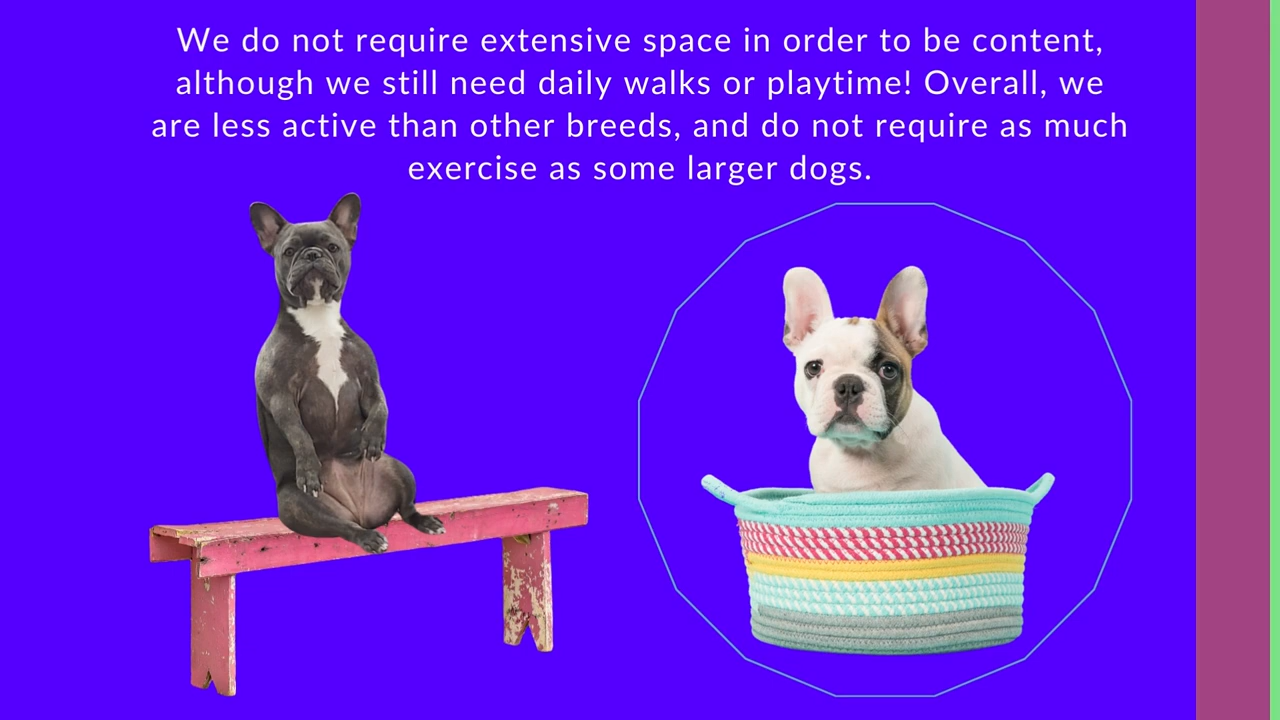 We do not require extensive space in order to be content,
although we still need daily walks or playtime! Overall, we
are less active than other breeds, and do not require as much
exercise as some larger dogs.